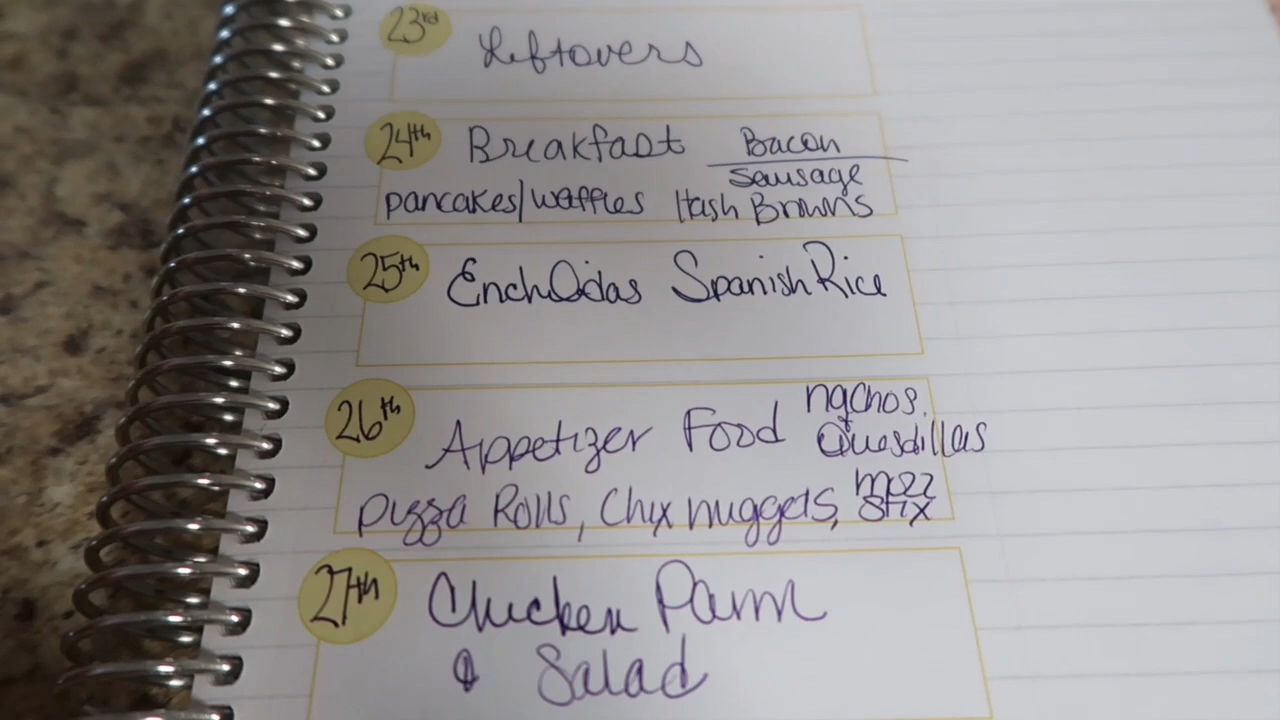 23rd Leftovers
24th Breakfast Bacon
Sausage
pancakes/waffles Hash Browns
25th Enchiladas Spanish Rice
26th Appetizer Food nachos,
Quesdillas
pizza Rolls, Chix nuggets, mozz
Stix
27th Chicken Parm
& Salad